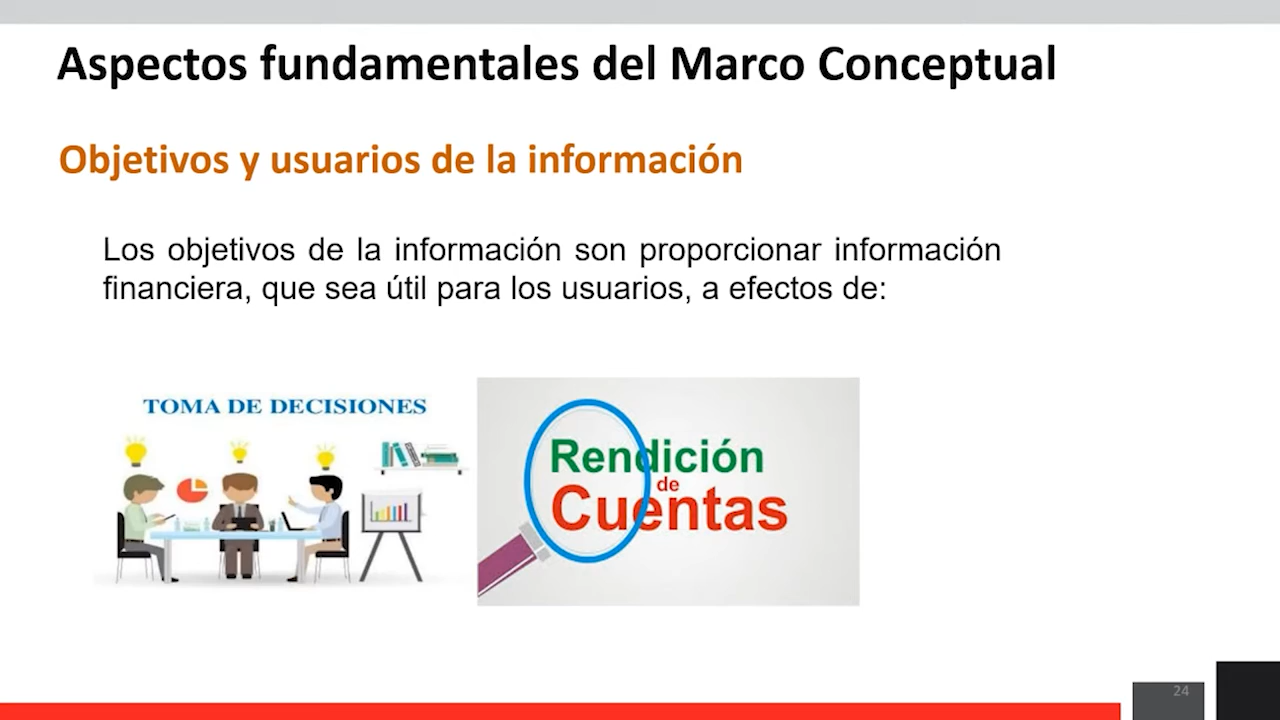 Aspectos fundamentales del Marco Conceptual
Objetivos y usuarios de la información
Los objetivos de la información son proporcionar información
financiera, que sea útil para los usuarios, a efectos de:
TOMA DE DECISIONES
Rendición
de
Cuentas
24